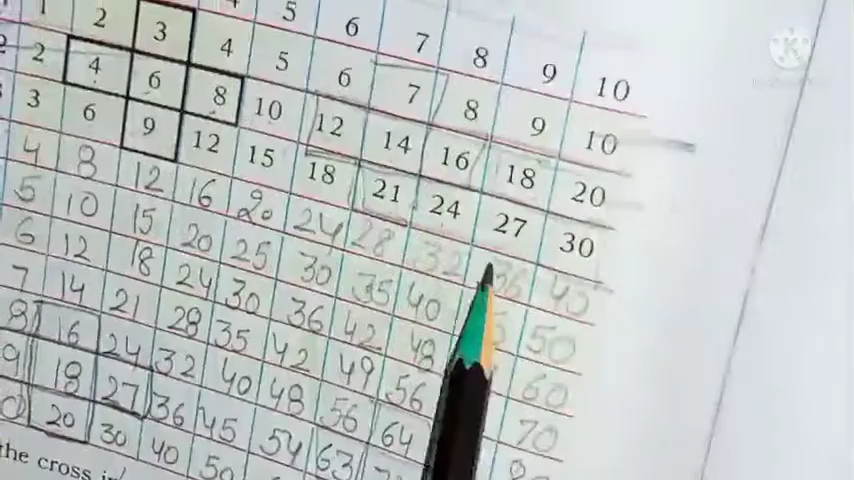 1 2 3 4 5 6 7 8 9 10
2 4 6 8 10 12 14 16 18 20
3 6 9 12 15 18 21 24 27 30
4 8 12 16 20 24 28 32 36 40
5 10 15 20 25 30 35 40 50
6 12 18 24 30 36 42 48 60
7 14 21 28 35 42 49 56 70
8 16 24 32 40 48 56 64
9 18 27 36 45 54 63
20 30 40 50
the cross in
K